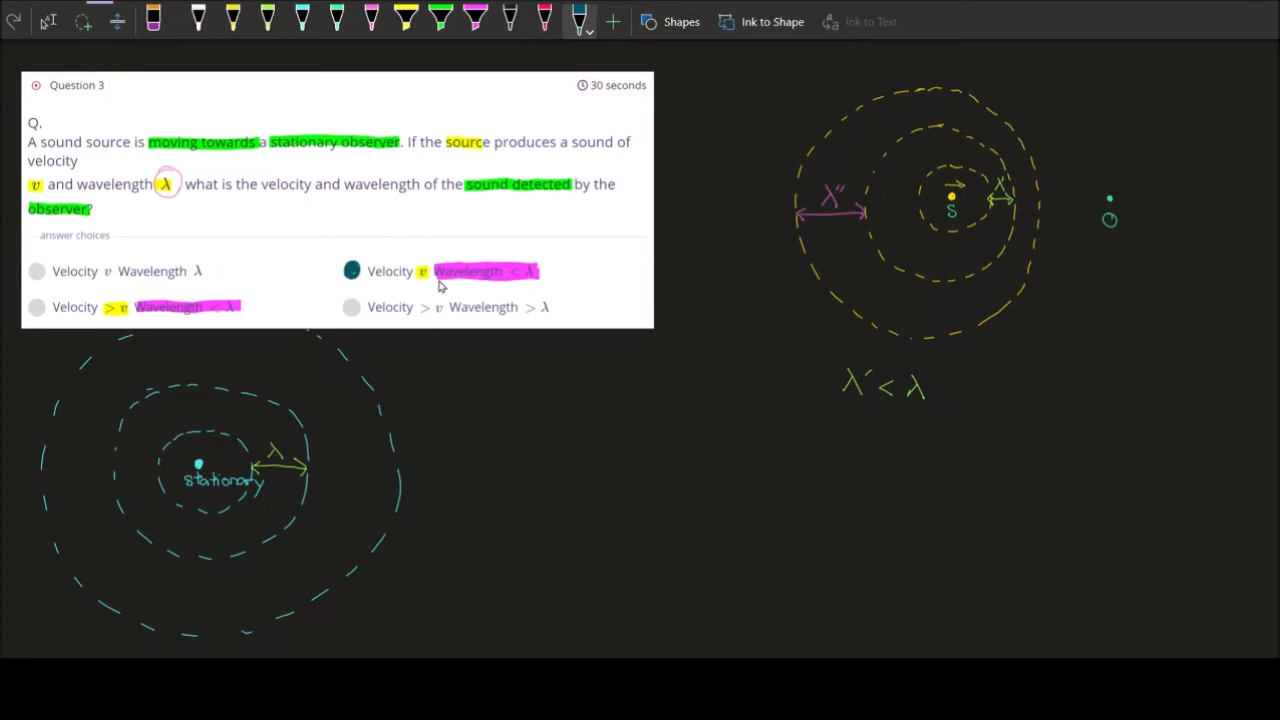 Shapes
Ink to Shape
Ink to Text
Question 3
30 seconds
Q.
A sound source is moving towards a stationary observer. If the source produces a sound of
velocity
v and wavelength λ what is the velocity and wavelength of the sound detected by the
observer?
answer choices
Velocity v Wavelength λ
Velocity v Wavelength < λ
Velocity > v Wavelength < λ
Velocity > v Wavelength > λ
λ"
λ
S
O
λ' < λ
λ
stationary